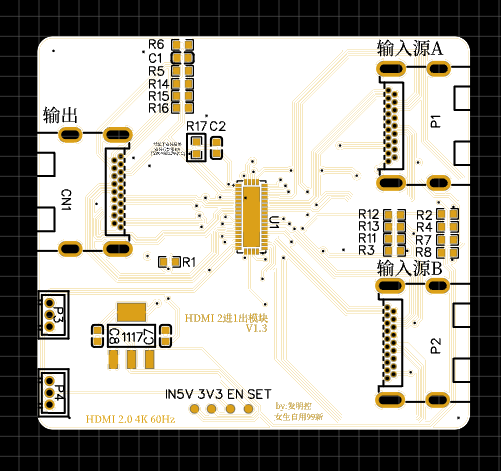 R6
C1
R5
R14
R15
R16
输入源A
输出
R17 C2
P1
CN1
U1
R12
R13
R11
R3
R2
R4
R7
R8
R1
输入源B
P3
HDMI 2进1出模块
V1.3
C8
1117
C7
P2
P4
IN5V 3V3 EN SET
HDMI 2.0 4K 60Hz
by.发明控
女生自用99新